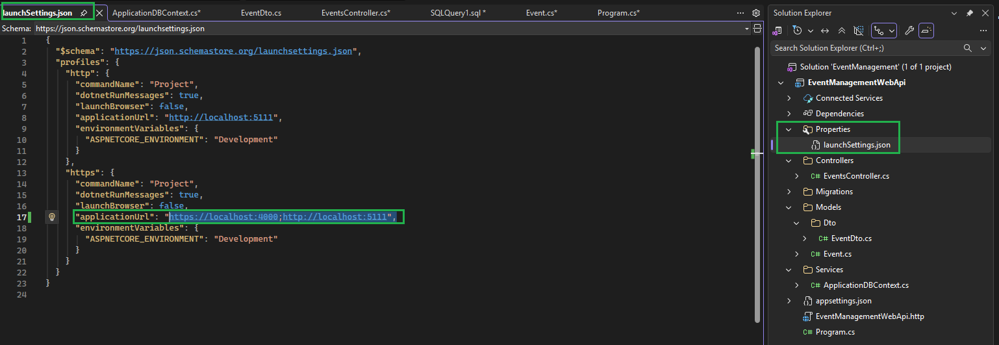 launchSettings.json
ApplicationDBContext.cs*
EventDto.cs
EventsController.cs*
SQLQuery1.sql *
Event.cs*
Program.cs*
Schema: https://json.schemastore.org/launchsettings.json
1 {
2 "$schema": "https://json.schemastore.org/launchsettings.json",
3 "profiles": {
4 "http": {
5 "commandName": "Project",
6 "dotnetRunMessages": true,
7 "launchBrowser": false,
8 "applicationUrl": "http://localhost:5111",
9 "environmentVariables": {
10 "ASPNETCORE_ENVIRONMENT": "Development"
11 }
12 },
13 "https": {
14 "commandName": "Project",
15 "dotnetRunMessages": true,
16 "launchBrowser": false,
17 "applicationUrl": "https://localhost:4000;http://localhost:5111",
18 "environmentVariables": {
19 "ASPNETCORE_ENVIRONMENT": "Development"
20 }
21 }
22 }
23 }
24
Solution Explorer
Search Solution Explorer (Ctrl+;)
Solution 'EventManagement' (1 of 1 project)
EventManagementWebApi
Connected Services
Dependencies
Properties
launchSettings.json
Controllers
C# EventsController.cs
Migrations
Models
Dto
C# EventDto.cs
C# Event.cs
Services
C# ApplicationDBContext.cs
appsettings.json
EventManagementWebApi.http
C# Program.cs